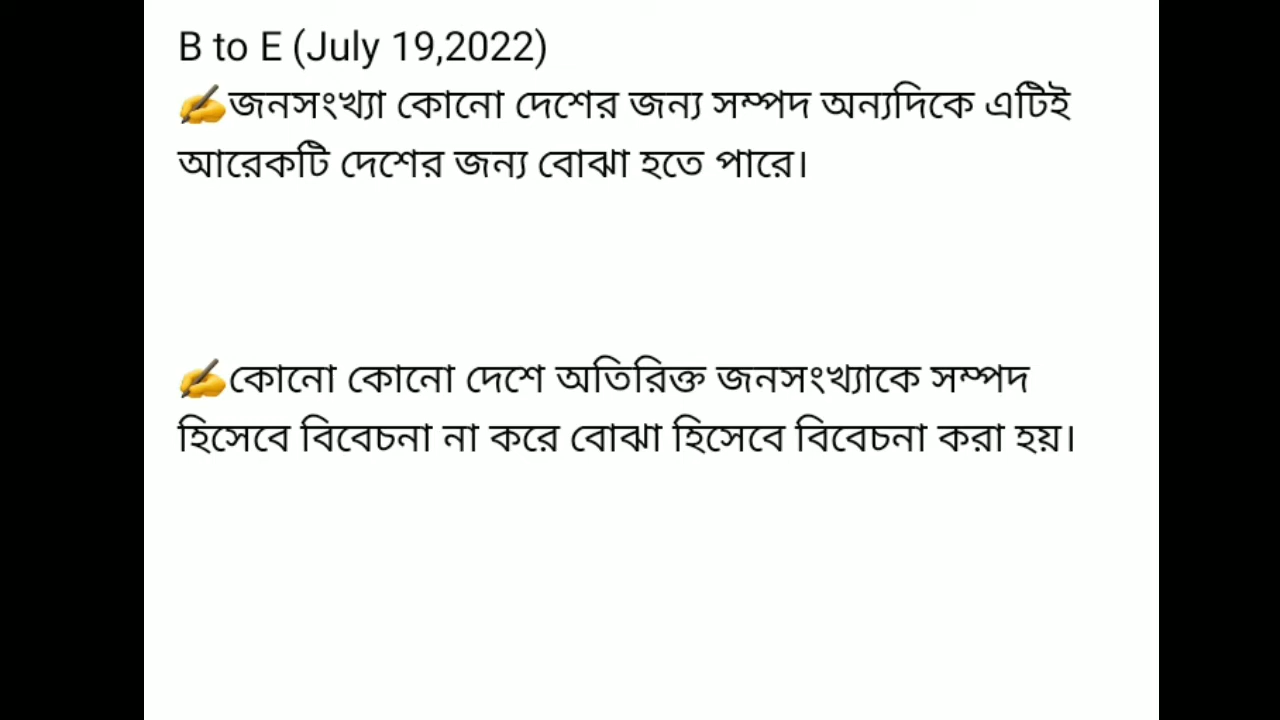 B to E (July 19,2022)
✍জনসংখ্যা কোনো দেশের জন্য সম্পদ অন্যদিকে এটিই
আরেকটি দেশের জন্য বোঝা হতে পারে।
✍কোনো কোনো দেশে অতিরিক্ত জনসংখ্যাকে সম্পদ
হিসেবে বিবেচনা না করে বোঝা হিসেবে বিবেচনা করা হয়।